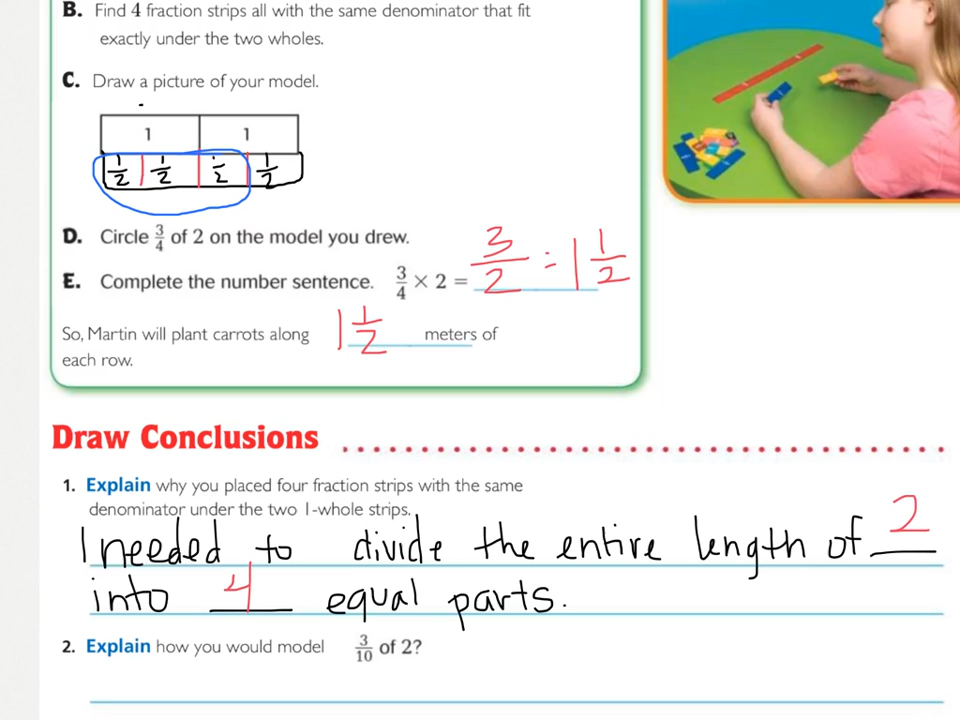 B. Find 4 fraction strips all with the same denominator that fit
exactly under the two wholes.
C. Draw a picture of your model.
1 1
1/2 1/2 1/2 1/2
D. Circle 3/4 of 2 on the model you drew.
E. Complete the number sentence. 3/4 × 2 = 3/2 = 1 1/2
So, Martin will plant carrots along 1 1/2 meters of
each row.
Draw Conclusions
1. Explain why you placed four fraction strips with the same
denominator under the two 1-whole strips.
I needed to divide the entire length of 2
into 4 equal parts.
2. Explain how you would model 3/10 of 2?